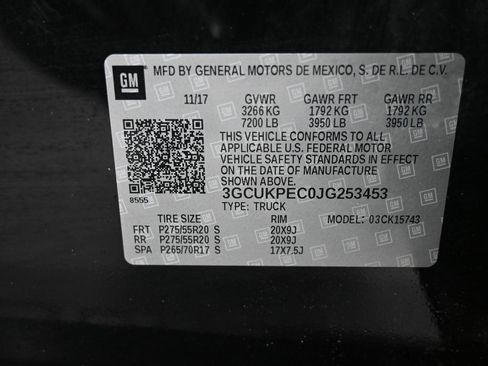 GM MFD BY GENERAL MOTORS DE MEXICO, S. DE R.L. DE C.V.
11/17 GVWR GAWR FRT GAWR RR
3266 KG 1792 KG 1792 KG
7200 LB 3950 LB 3950 LB
THIS VEHICLE CONFORMS TO ALL
APPLICABLE U.S. FEDERAL MOTOR
VEHICLE SAFETY STANDARDS IN EFFECT
ON THE DATE OF MANUFACTURE
SHOWN ABOVE.
3GCUKPEC0JG253453
8555 TYPE: TRUCK
TIRE SIZE RIM MODEL: 03CK15743
FRT P275/55R20 S 20X9J
RR P275/55R20 S 20X9J
SPA P265/70R17 S 17X7.5J